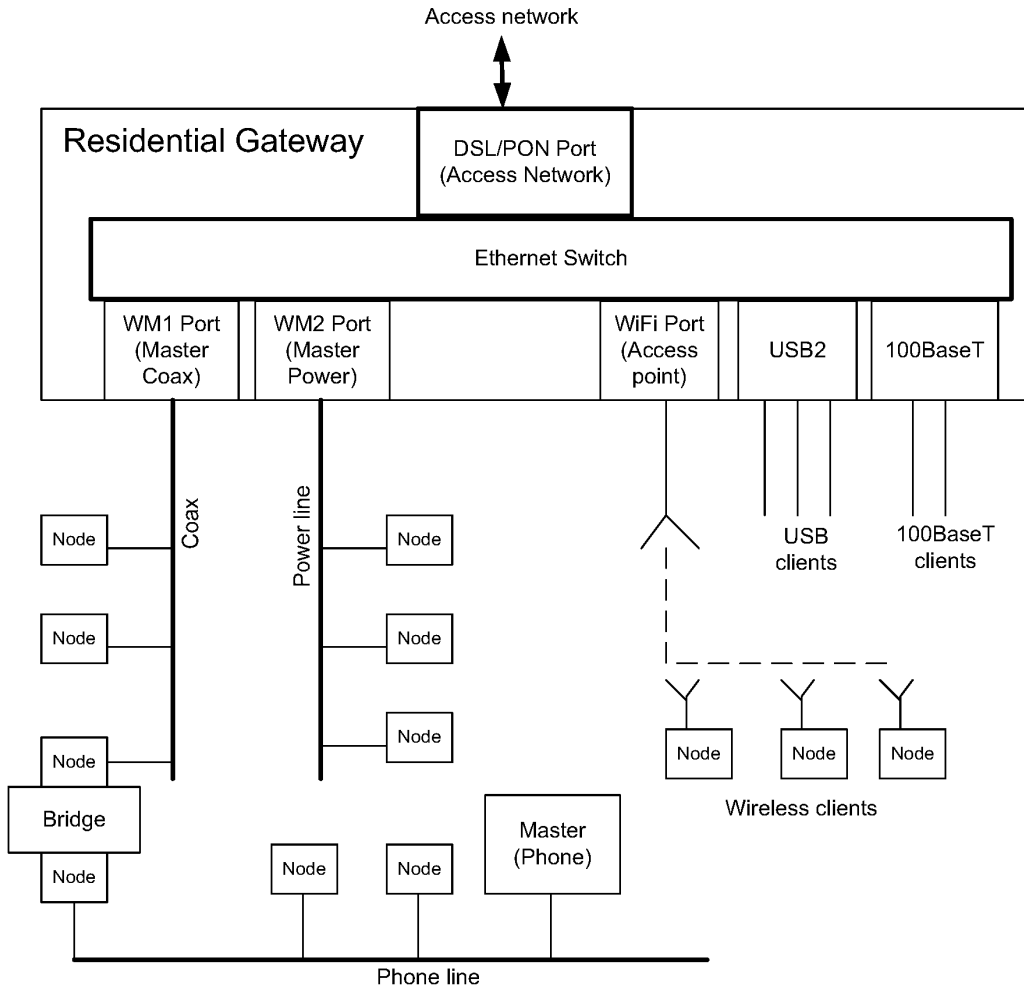 Access network
Residential Gateway
DSL/PON Port
(Access Network)
Ethernet Switch
WM1 Port
(Master
Coax)
WM2 Port
(Master
Power)
WiFi Port
(Access
point)
USB2
100BaseT
Coax
Power line
Node
Node
USB
clients
100BaseT
clients
Node
Node
Node
Node
Node
Node
Node
Wireless clients
Bridge
Node
Node
Node
Master
(Phone)
Phone line